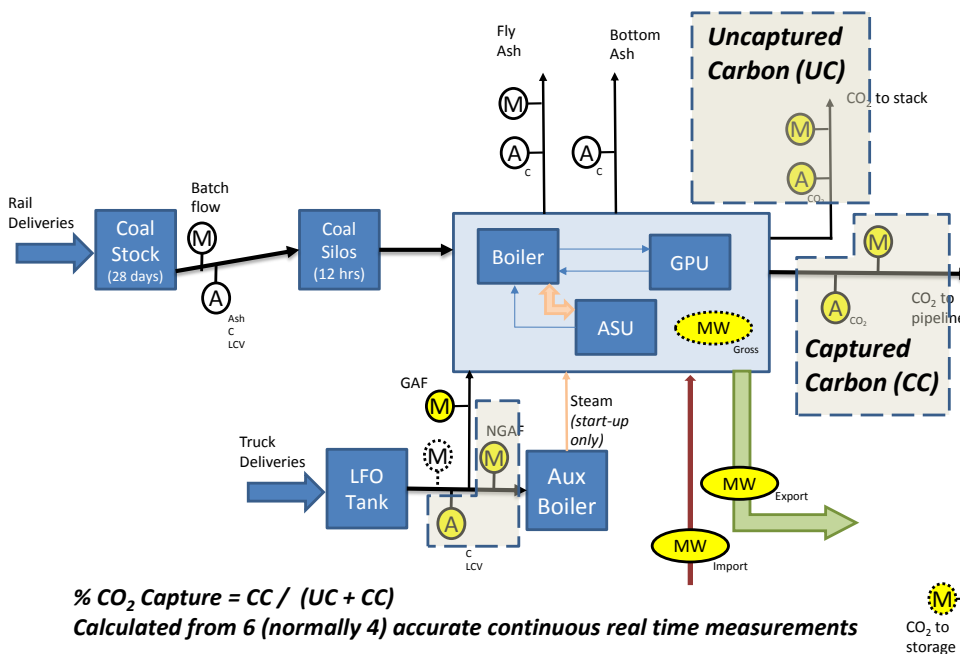 Fly
Ash
Bottom
Ash
Uncaptured
Carbon (UC)
CO2 to stack
M
M
A
C
A
C
A
CO2
Rail
Deliveries
Batch
flow
M
Coal
Stock
(28 days)
Coal
Silos
(12 hrs)
A
Ash
C
LCV
Boiler
GPU
ASU
MW
Gross
M
A
CO2
CO2 to
pipeline
Captured
Carbon (CC)
GAF
M
Steam
(start-up
only)
NGAF
M
M
Truck
Deliveries
LFO
Tank
Aux
Boiler
A
C
LCV
MW
Export
MW
Import
% CO2 Capture = CC / (UC + CC)
Calculated from 6 (normally 4) accurate continuous real time measurements
M
CO2 to
storage